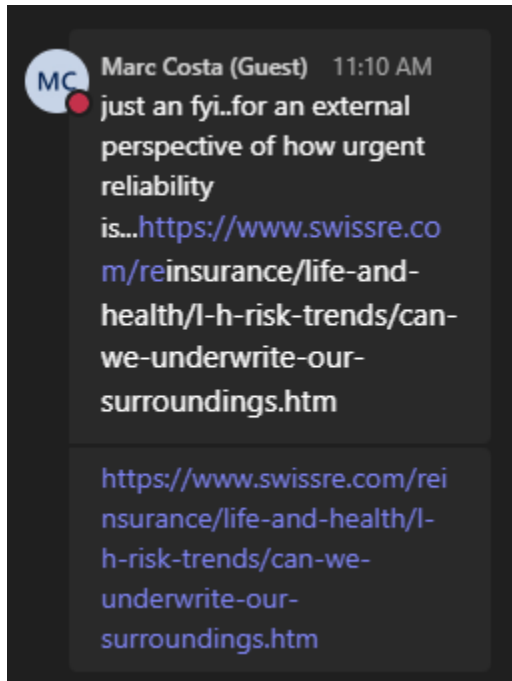 MC
Marc Costa (Guest) 11:10 AM
just an fyi..for an external
perspective of how urgent
reliability
is...https://www.swissre.co
m/reinsurance/life-and-
health/l-h-risk-trends/can-
we-underwrite-our-
surroundings.htm
https://www.swissre.com/rei
nsurance/life-and-health/l-
h-risk-trends/can-we-
underwrite-our-
surroundings.htm